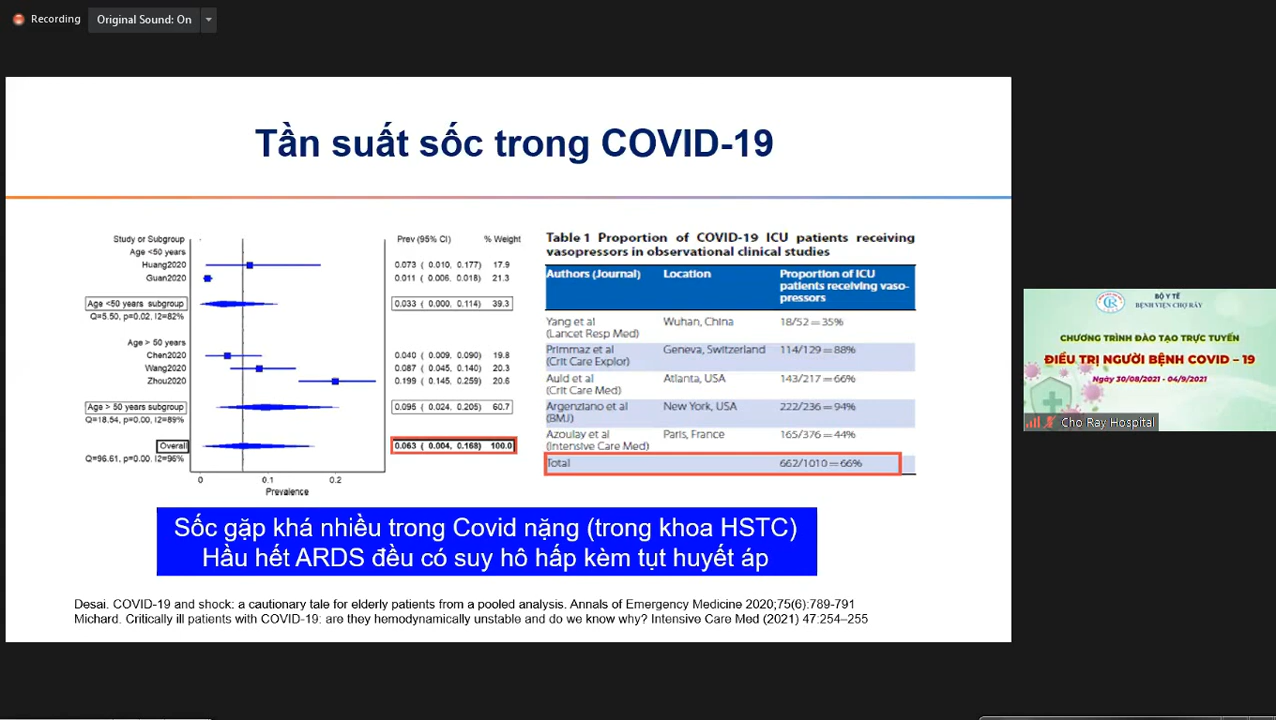 Recording
Original Sound: On
Tần suất sốc trong COVID-19
Study or Subgroup
Prev (95% CI) % Weight
Age <50 years
Huang2020 0.073 ( 0.010, 0.177) 17.9
Guan2020 0.011 ( 0.006, 0.018) 21.3
Age <50 years subgroup 0.033 ( 0.000, 0.114) 39.3
Q=5.50, p=0.02, I2=82%
Age > 50 years
Chen2020 0.040 ( 0.009, 0.090) 19.8
Wang2020 0.087 ( 0.045, 0.140) 20.3
Zhou2020 0.199 ( 0.145, 0.259) 20.6
Age > 50 years subgroup 0.095 ( 0.024, 0.205) 60.7
Q=18.54, p=0.00, I2=89%
Overall 0.063 ( 0.004, 0.168) 100.0
Q=96.61, p=0.00. I2=96%
0 0.1 0.2
Prevalence
Table 1 Proportion of COVID-19 ICU patients receiving
vasopressors in observational clinical studies
Authors (Journal) Location Proportion of ICU
patients receiving vaso-
pressors
Yang et al Wuhan, China 18/52=35%
(Lancet Resp Med)
Primmaz et al Geneva, Switzerland 114/129=88%
(Crit Care Explor)
Auld et al Atlanta, USA 143/217=66%
(Crit Care Med)
Argenziano et al New York, USA 222/236=94%
(BMJ)
Azoulay et al Paris, France 165/376=44%
(Intensive Care Med)
Total 662/1010=66%
Sốc gặp khá nhiều trong Covid nặng (trong khoa HSTC)
Hầu hết ARDS đều có suy hô hấp kèm tụt huyết áp
Desai. COVID-19 and shock: a cautionary tale for elderly patients from a pooled analysis. Annals of Emergency Medicine 2020;75(6):789-791
Michard. Critically ill patients with COVID-19: are they hemodynamically unstable and do we know why? Intensive Care Med (2021) 47:254–255
BỘ Y TẾ
BỆNH VIỆN CHỢ RẪY
CHƯƠNG TRÌNH ĐÀO TẠO TRỰC TUYẾN
ĐIỀU TRỊ NGƯỜI BỆNH COVID – 19
Ngày 30/08/2021 - 04/9/2021
Cho Ray Hospital